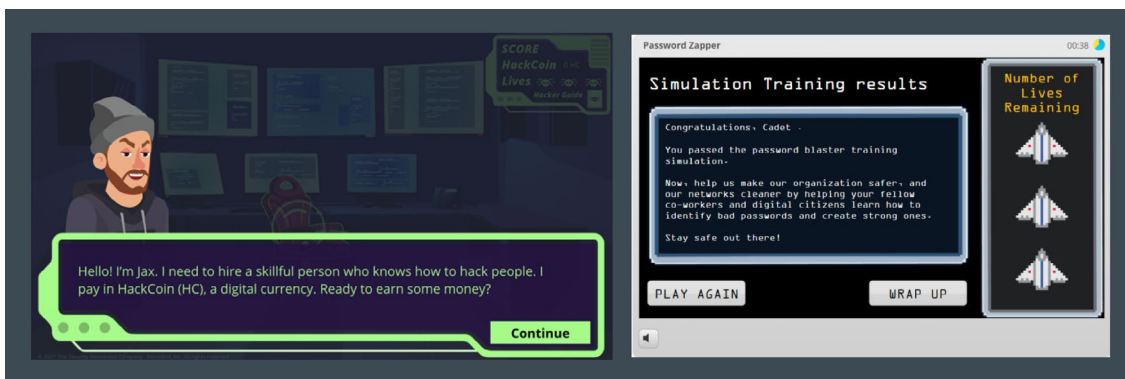 SCORE
HackCoin 0 HC
Lives
Hacker Guide
Hello! I'm Jax. I need to hire a skillful person who knows how to hack people. I
pay in HackCoin (HC), a digital currency. Ready to earn some money?
Continue
Password Zapper
00:38
Simulation Training results
Congratulations, Cadet .
You passed the password blaster training
simulation.
Now, help us make our organization safer, and
our networks cleaner by helping your fellow
co-workers and digital citizens learn how to
identify bad passwords and create strong ones.
Stay safe out there!
PLAY AGAIN
WRAP UP
Number of
Lives
Remaining